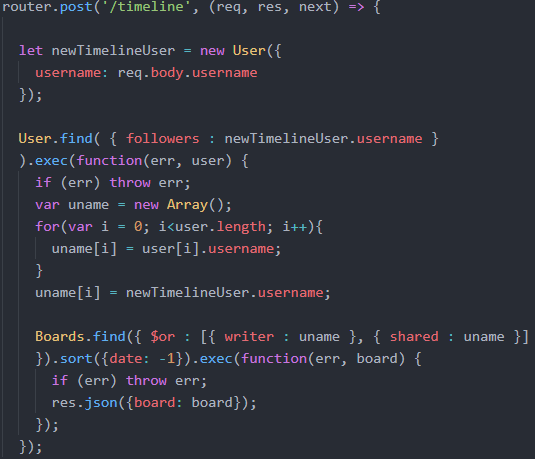 router.post('/timeline', (req, res, next) => {
let newTimelineUser = new User({
username: req.body.username
});
User.find( { followers : newTimelineUser.username }
).exec(function(err, user) {
if (err) throw err;
var uname = new Array();
for(var i = 0; i<user.length; i++){
uname[i] = user[i].username;
}
uname[i] = newTimelineUser.username;
Boards.find({ $or : [{ writer : uname }, { shared : uname }]
}).sort({date: -1}).exec(function(err, board) {
if (err) throw err;
res.json({board: board});
});
});